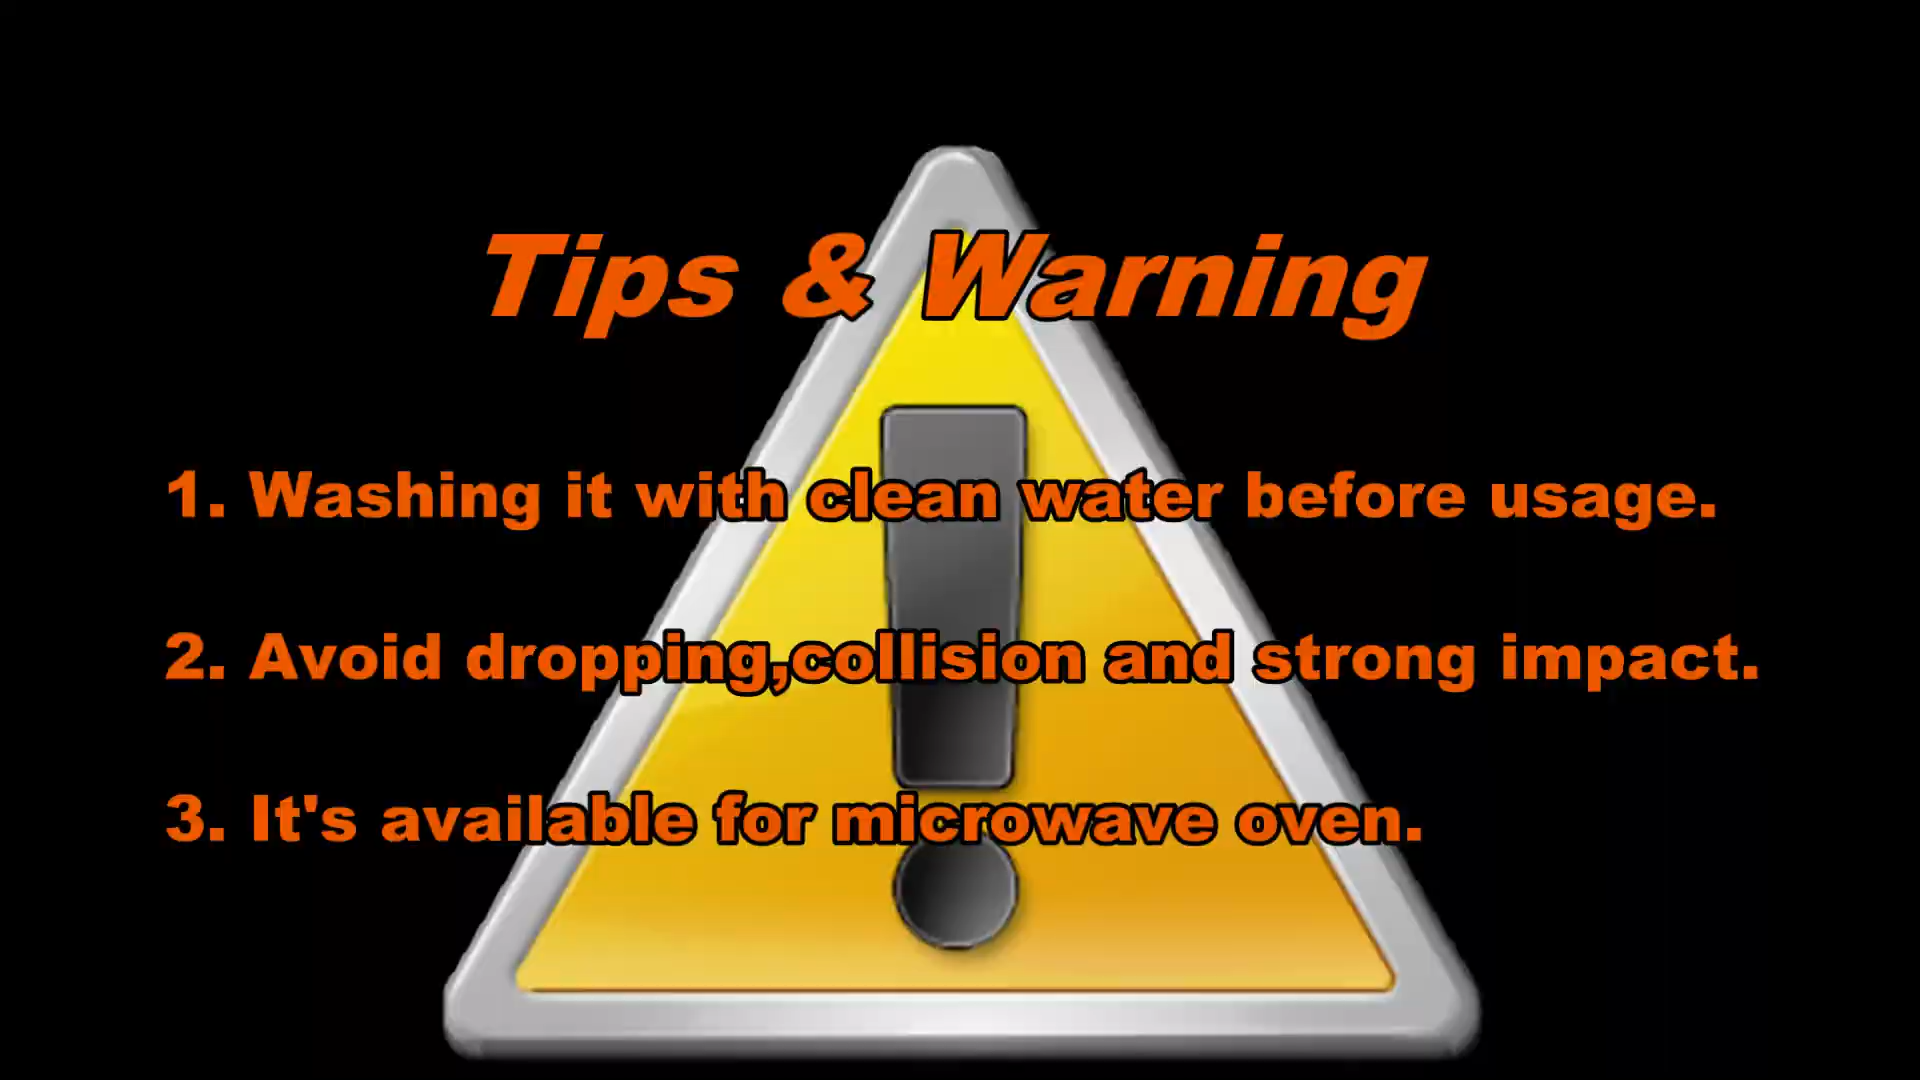 Tips & Warning
1. Washing it with clean water before usage.
2. Avoid dropping,collision and strong impact.
3. It's available for microwave oven.